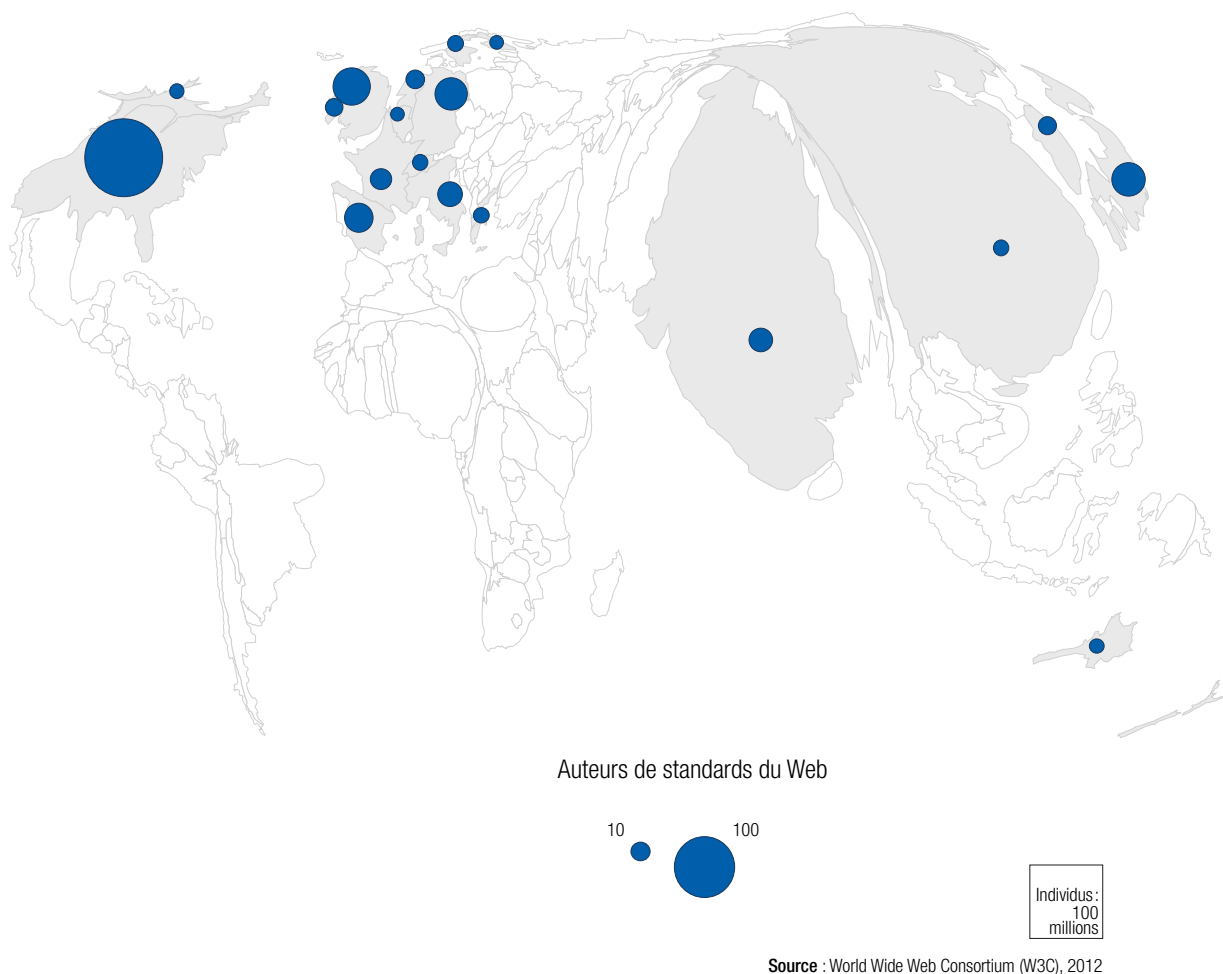 Auteurs de standards du Web
10 100
Individus :
100
millions
Source : World Wide Web Consortium (W3C), 2012